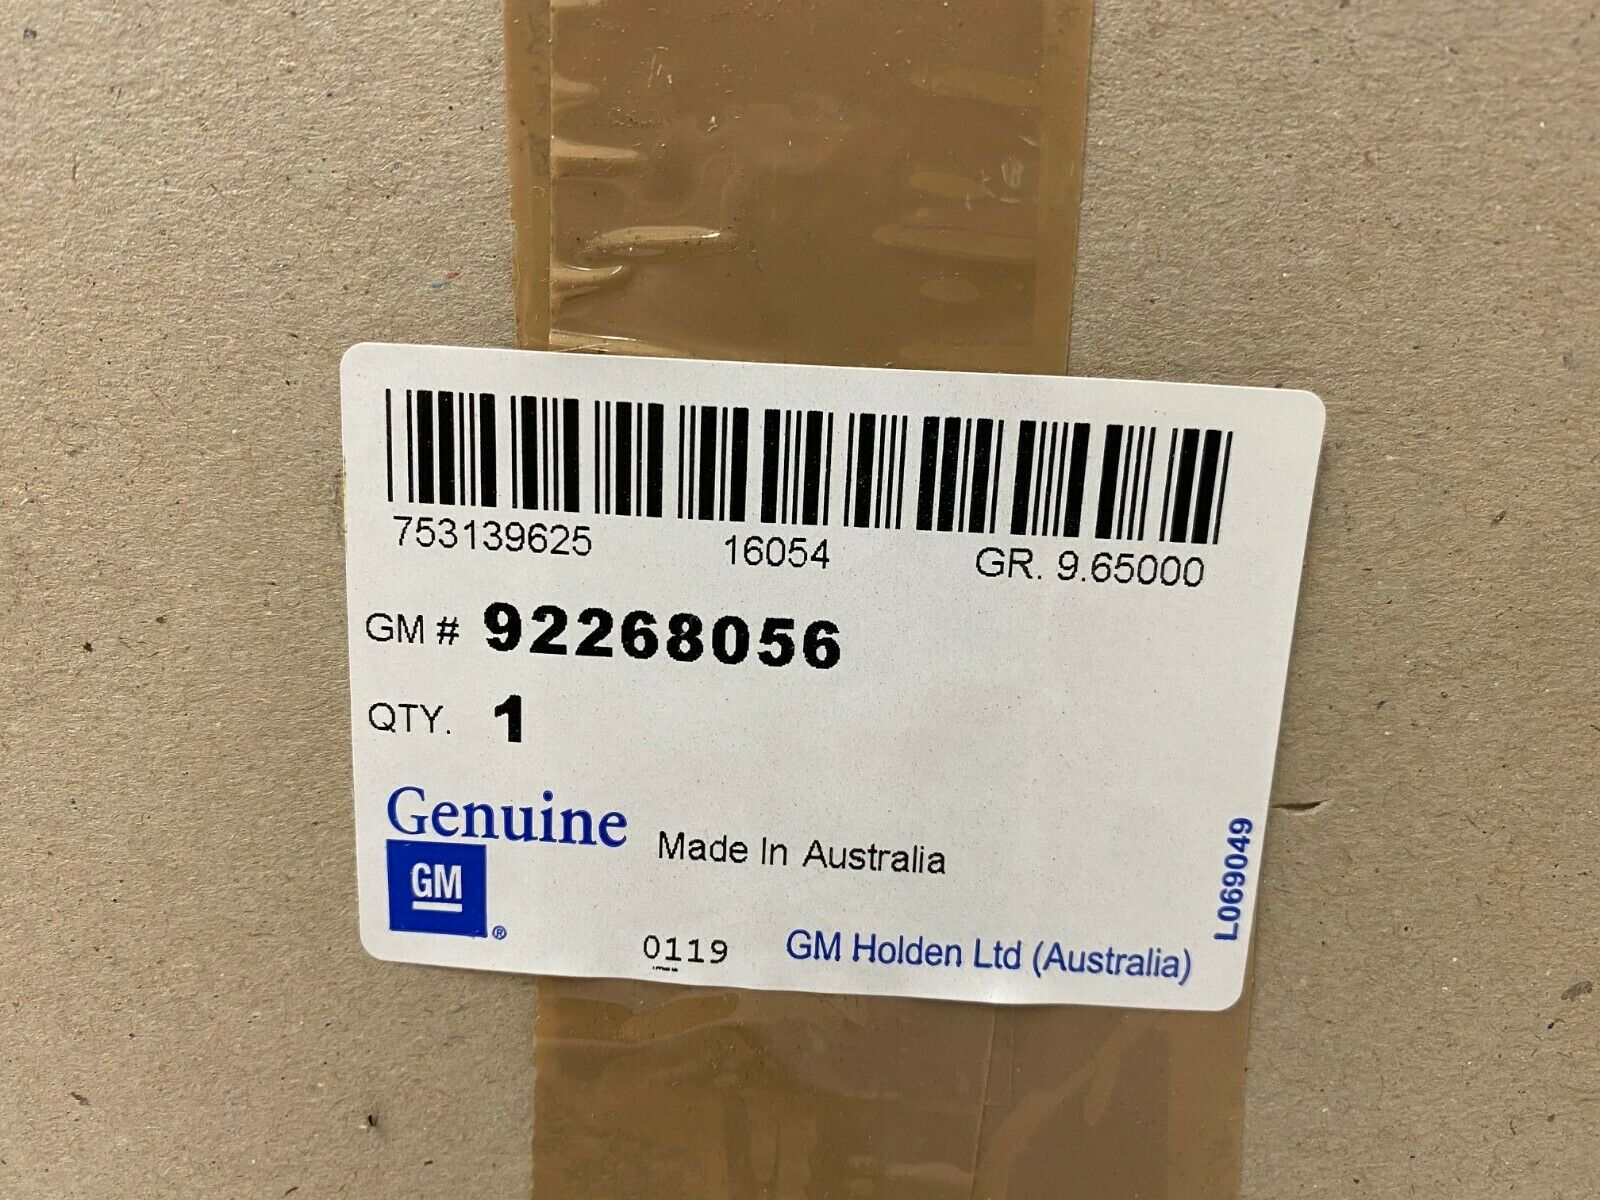 753139625 16054 GR. 9.65000
GM # 92268056
QTY. 1
Genuine
Made In Australia
GM ®
0119
GM Holden Ltd (Australia)
L069049